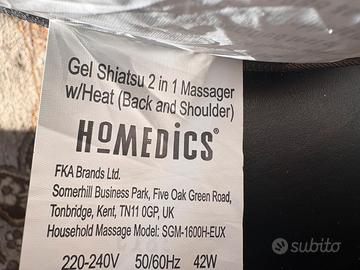 Gel Shiatsu 2 in 1 Massager
w/Heat (Back and Shoulder)
HoMEDICS®
FKA Brands Ltd.
Somerhill Business Park, Five Oak Green Road,
Tonbridge, Kent, TN11 0GP, UK
Household Massage Model: SGM-1600H-EUX
220-240V 50/60Hz 42W
subito